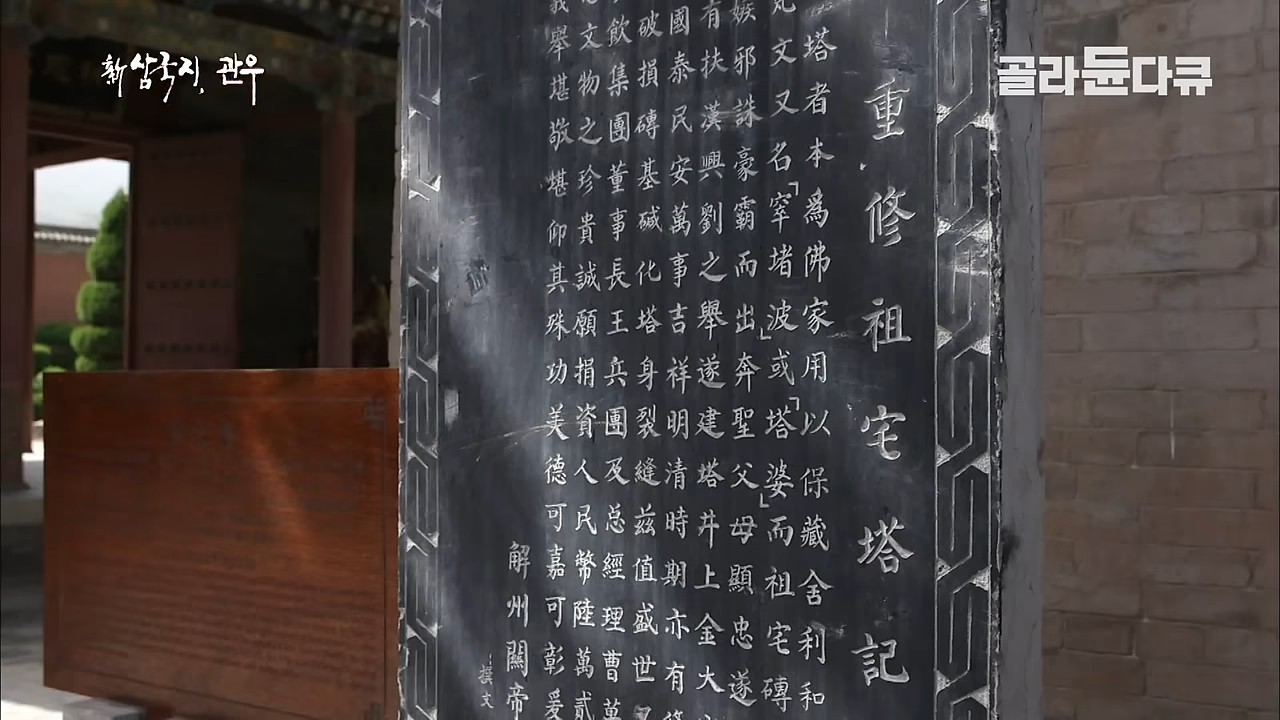 新삼국지, 관우
골라듄다큐
重修祖宅塔記
塔者本爲佛家用以保藏舍利和
文又名「窣堵波」或「塔婆」而祖宅磚
嫉邪誅豪霸而出奔聖父母顯忠遂
有扶漢興劉之舉遂建塔井上金大
國泰民安萬事吉祥明清時期亦有
破損磚基碱化塔身裂縫兹值盛世
飲集團董事長王兵團及总經理曹
文物之珍貴誠願捐資人民幣陸萬貳
舉堪敬堪仰其殊功美德可嘉可彰爰
解州關帝
撰文